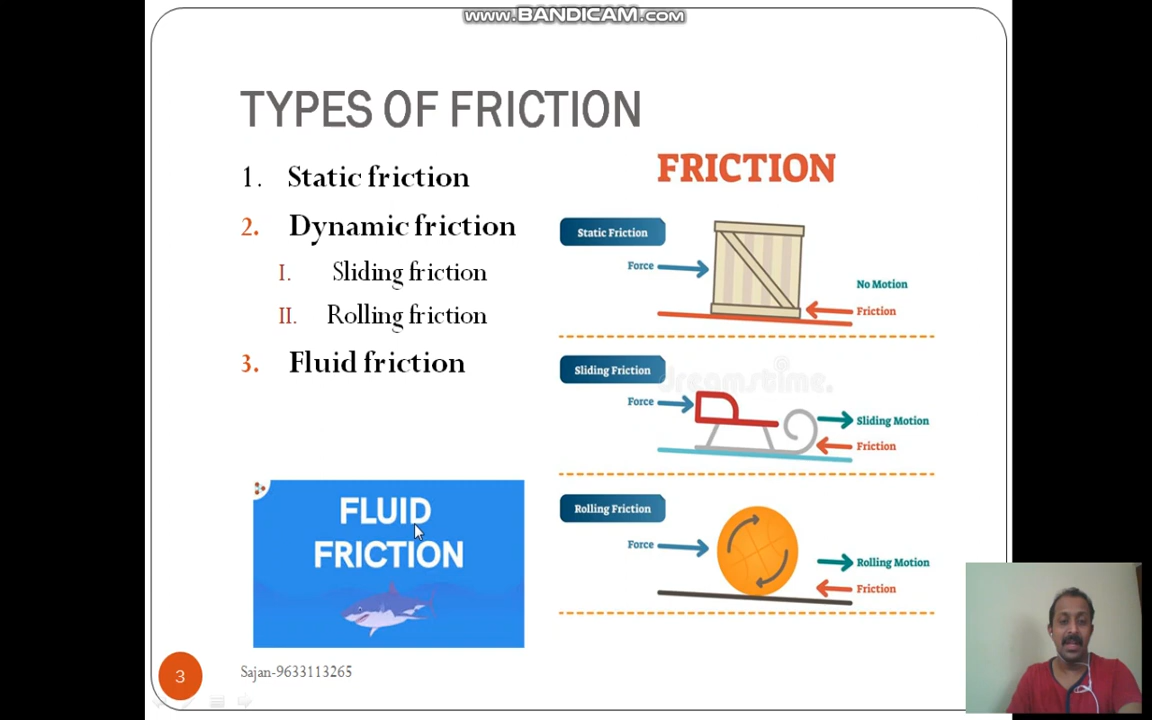 www.BANDICAM.com
TYPES OF FRICTION
1. Static friction
2. Dynamic friction
I. Sliding friction
II. Rolling friction
3. Fluid friction
FLUID
FRICTION
FRICTION
Static Friction
Force
No Motion
Friction
Sliding Friction
dreamstime.
Force
Sliding Motion
Friction
Rolling Friction
Force
Rolling Motion
Friction
3
Sajan-9633113265